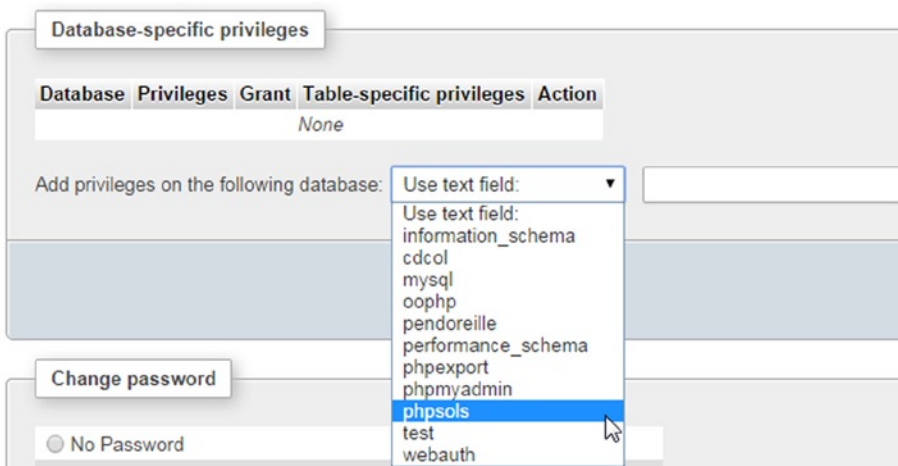 Database-specific privileges
Database Privileges Grant Table-specific privileges Action
None
Add privileges on the following database: Use text field:
Use text field:
information_schema
cdcol
mysql
oophp
pendoreille
performance_schema
phpexport
phpmyadmin
phpsols
test
webauth
Change password
No Password